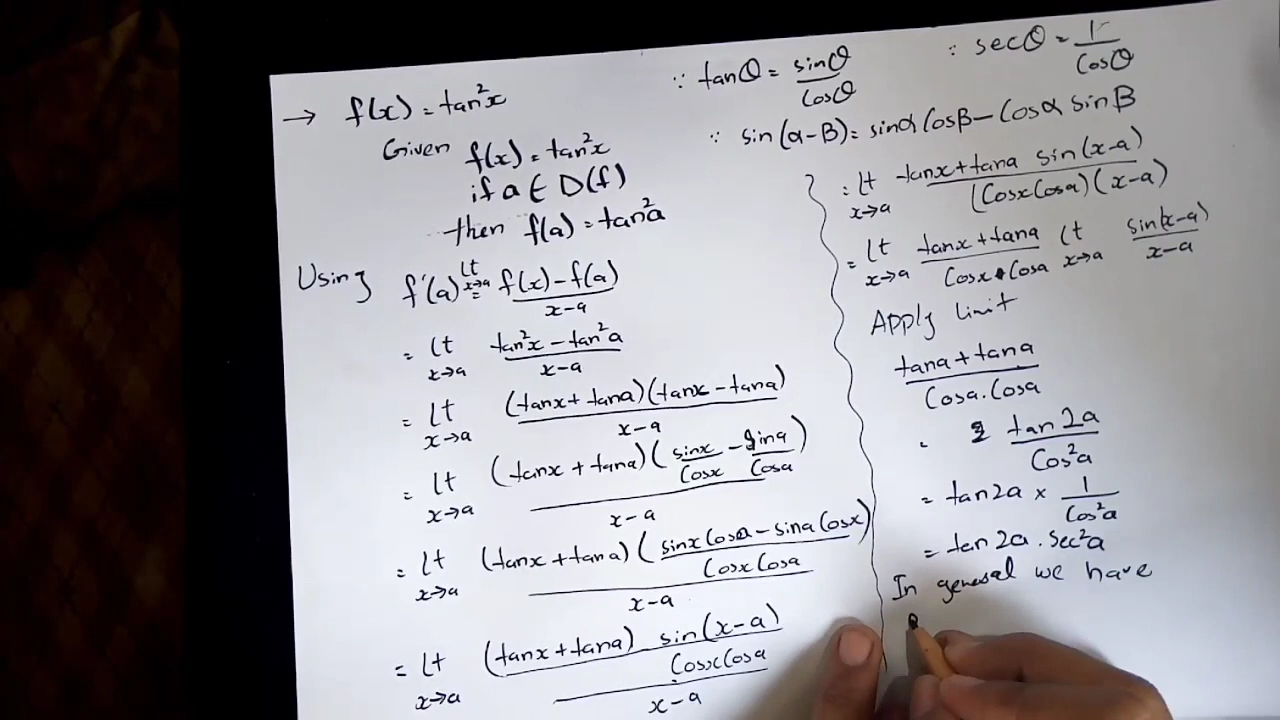 → f(x) = tan²x
Given f(x) = tan²x
if a ∈ D(f)
then f(a) = tan²a
Using f'(a) = Lt x→a (f(x) - f(a))/(x-a)
= Lt x→a (tan²x - tan²a)/(x-a)
= Lt x→a ((tanx + tana)(tanx - tana))/(x-a)
= Lt x→a ((tanx + tana)(sinx/Cosx - Sina/Cosa))/(x-a)
= Lt x→a ((tanx + tana)((sinx Cosa - sina Cosx)/(Cosx Cosa)))/(x-a)
= Lt x→a ((tanx + tana) sin(x-a)/(Cosx Cosa))/(x-a)
∵ tanθ = sinθ/Cosθ ∵ secθ = 1/Cosθ
∵ sin(α-β) = sinα Cosβ - Cosα sinβ
= Lt x→a (tanx + tana sin(x-a))/((Cosx Cosa)(x-a))
= Lt x→a (tanx + tana)/(Cosx . Cosa) Lt x→a sin(x-a)/(x-a)
Apply limit
(tana + tana)/(Cosa . Cosa)
= tan2a/Cos²a
= tan2a × 1/Cos²a
= tan2a . Sec²a
In general we have